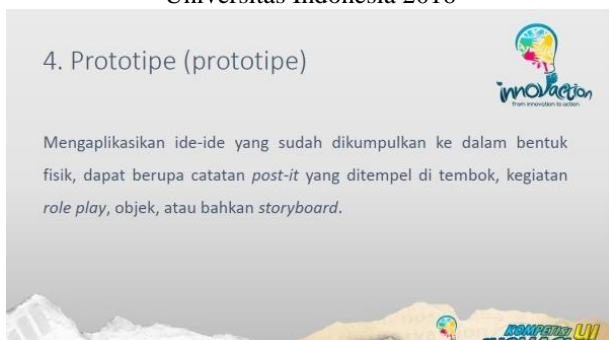 Universitas Indonesia 2016
4. Prototipe (prototipe)
innovaction
from innovation to action
Mengaplikasikan ide-ide yang sudah dikumpulkan ke dalam bentuk
fisik, dapat berupa catatan post-it yang ditempel di tembok, kegiatan
role play, objek, atau bahkan storyboard.
KOMPETISI UI